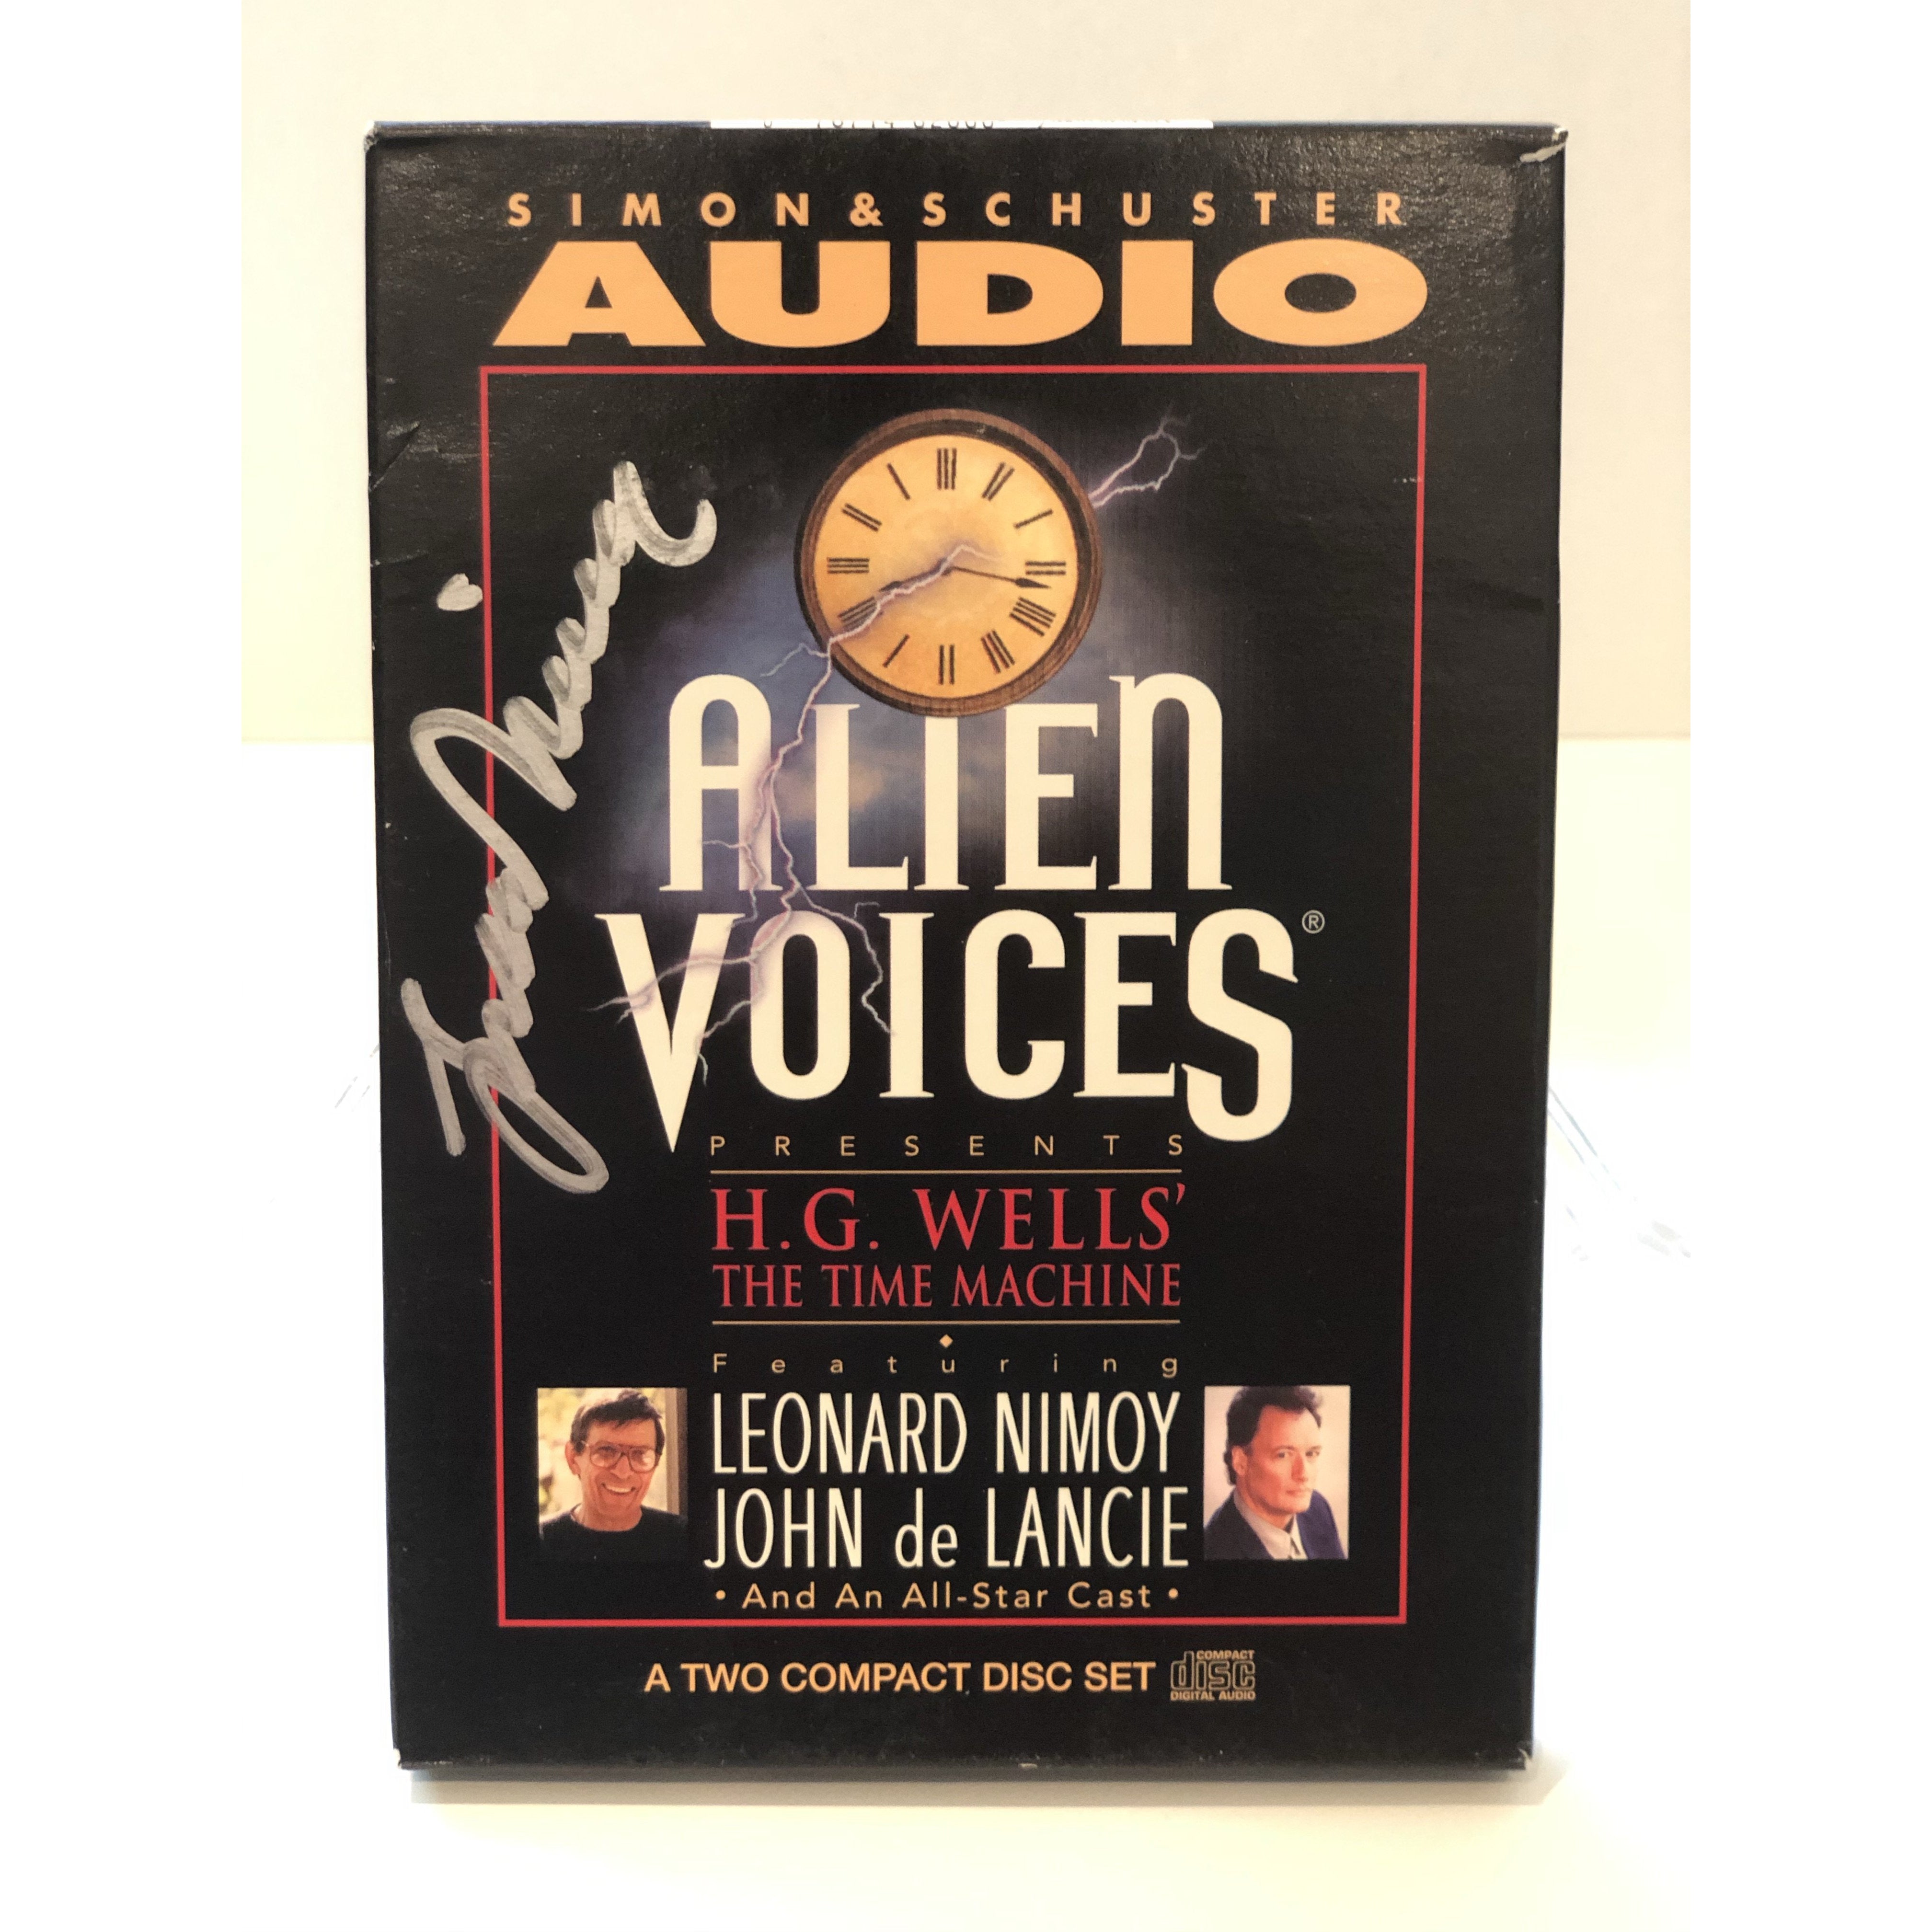 SIMON & SCHUSTER
AUDIO
ALIEN
VOICES®
PRESENTS
H.G. WELLS'
THE TIME MACHINE
Featuring
LEONARD NIMOY
JOHN de LANCIE
• And An All-Star Cast •
A TWO COMPACT DISC SET
COMPACT
disc
DIGITAL AUDIO